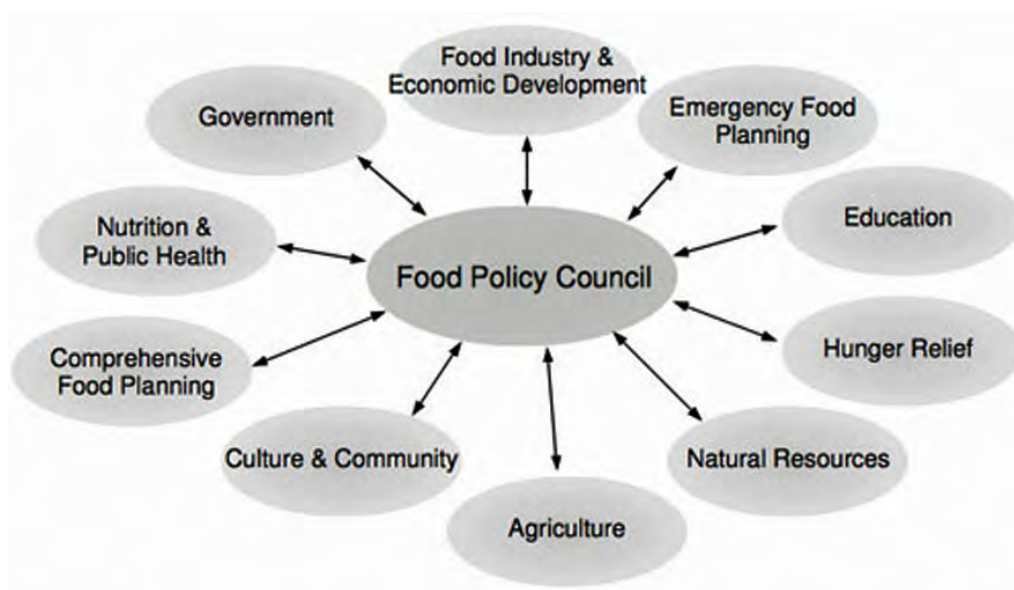 Food Industry &
Economic Development
Government
Emergency Food
Planning
Education
Nutrition &
Public Health
Food Policy Council
Hunger Relief
Comprehensive
Food Planning
Culture & Community
Natural Resources
Agriculture